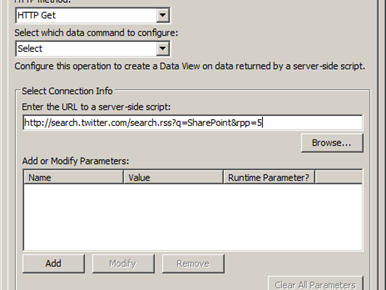 HTTP Method:
HTTP Get
Select which data command to configure:
Select
Configure this operation to create a Data View on data returned by a server-side script.
Select Connection Info
Enter the URL to a server-side script:
http://search.twitter.com/search.rss?q=SharePoint&rpp=5
Browse...
Add or Modify Parameters:
Name Value Runtime Parameter?
Add Modify Remove
Clear All Parameters